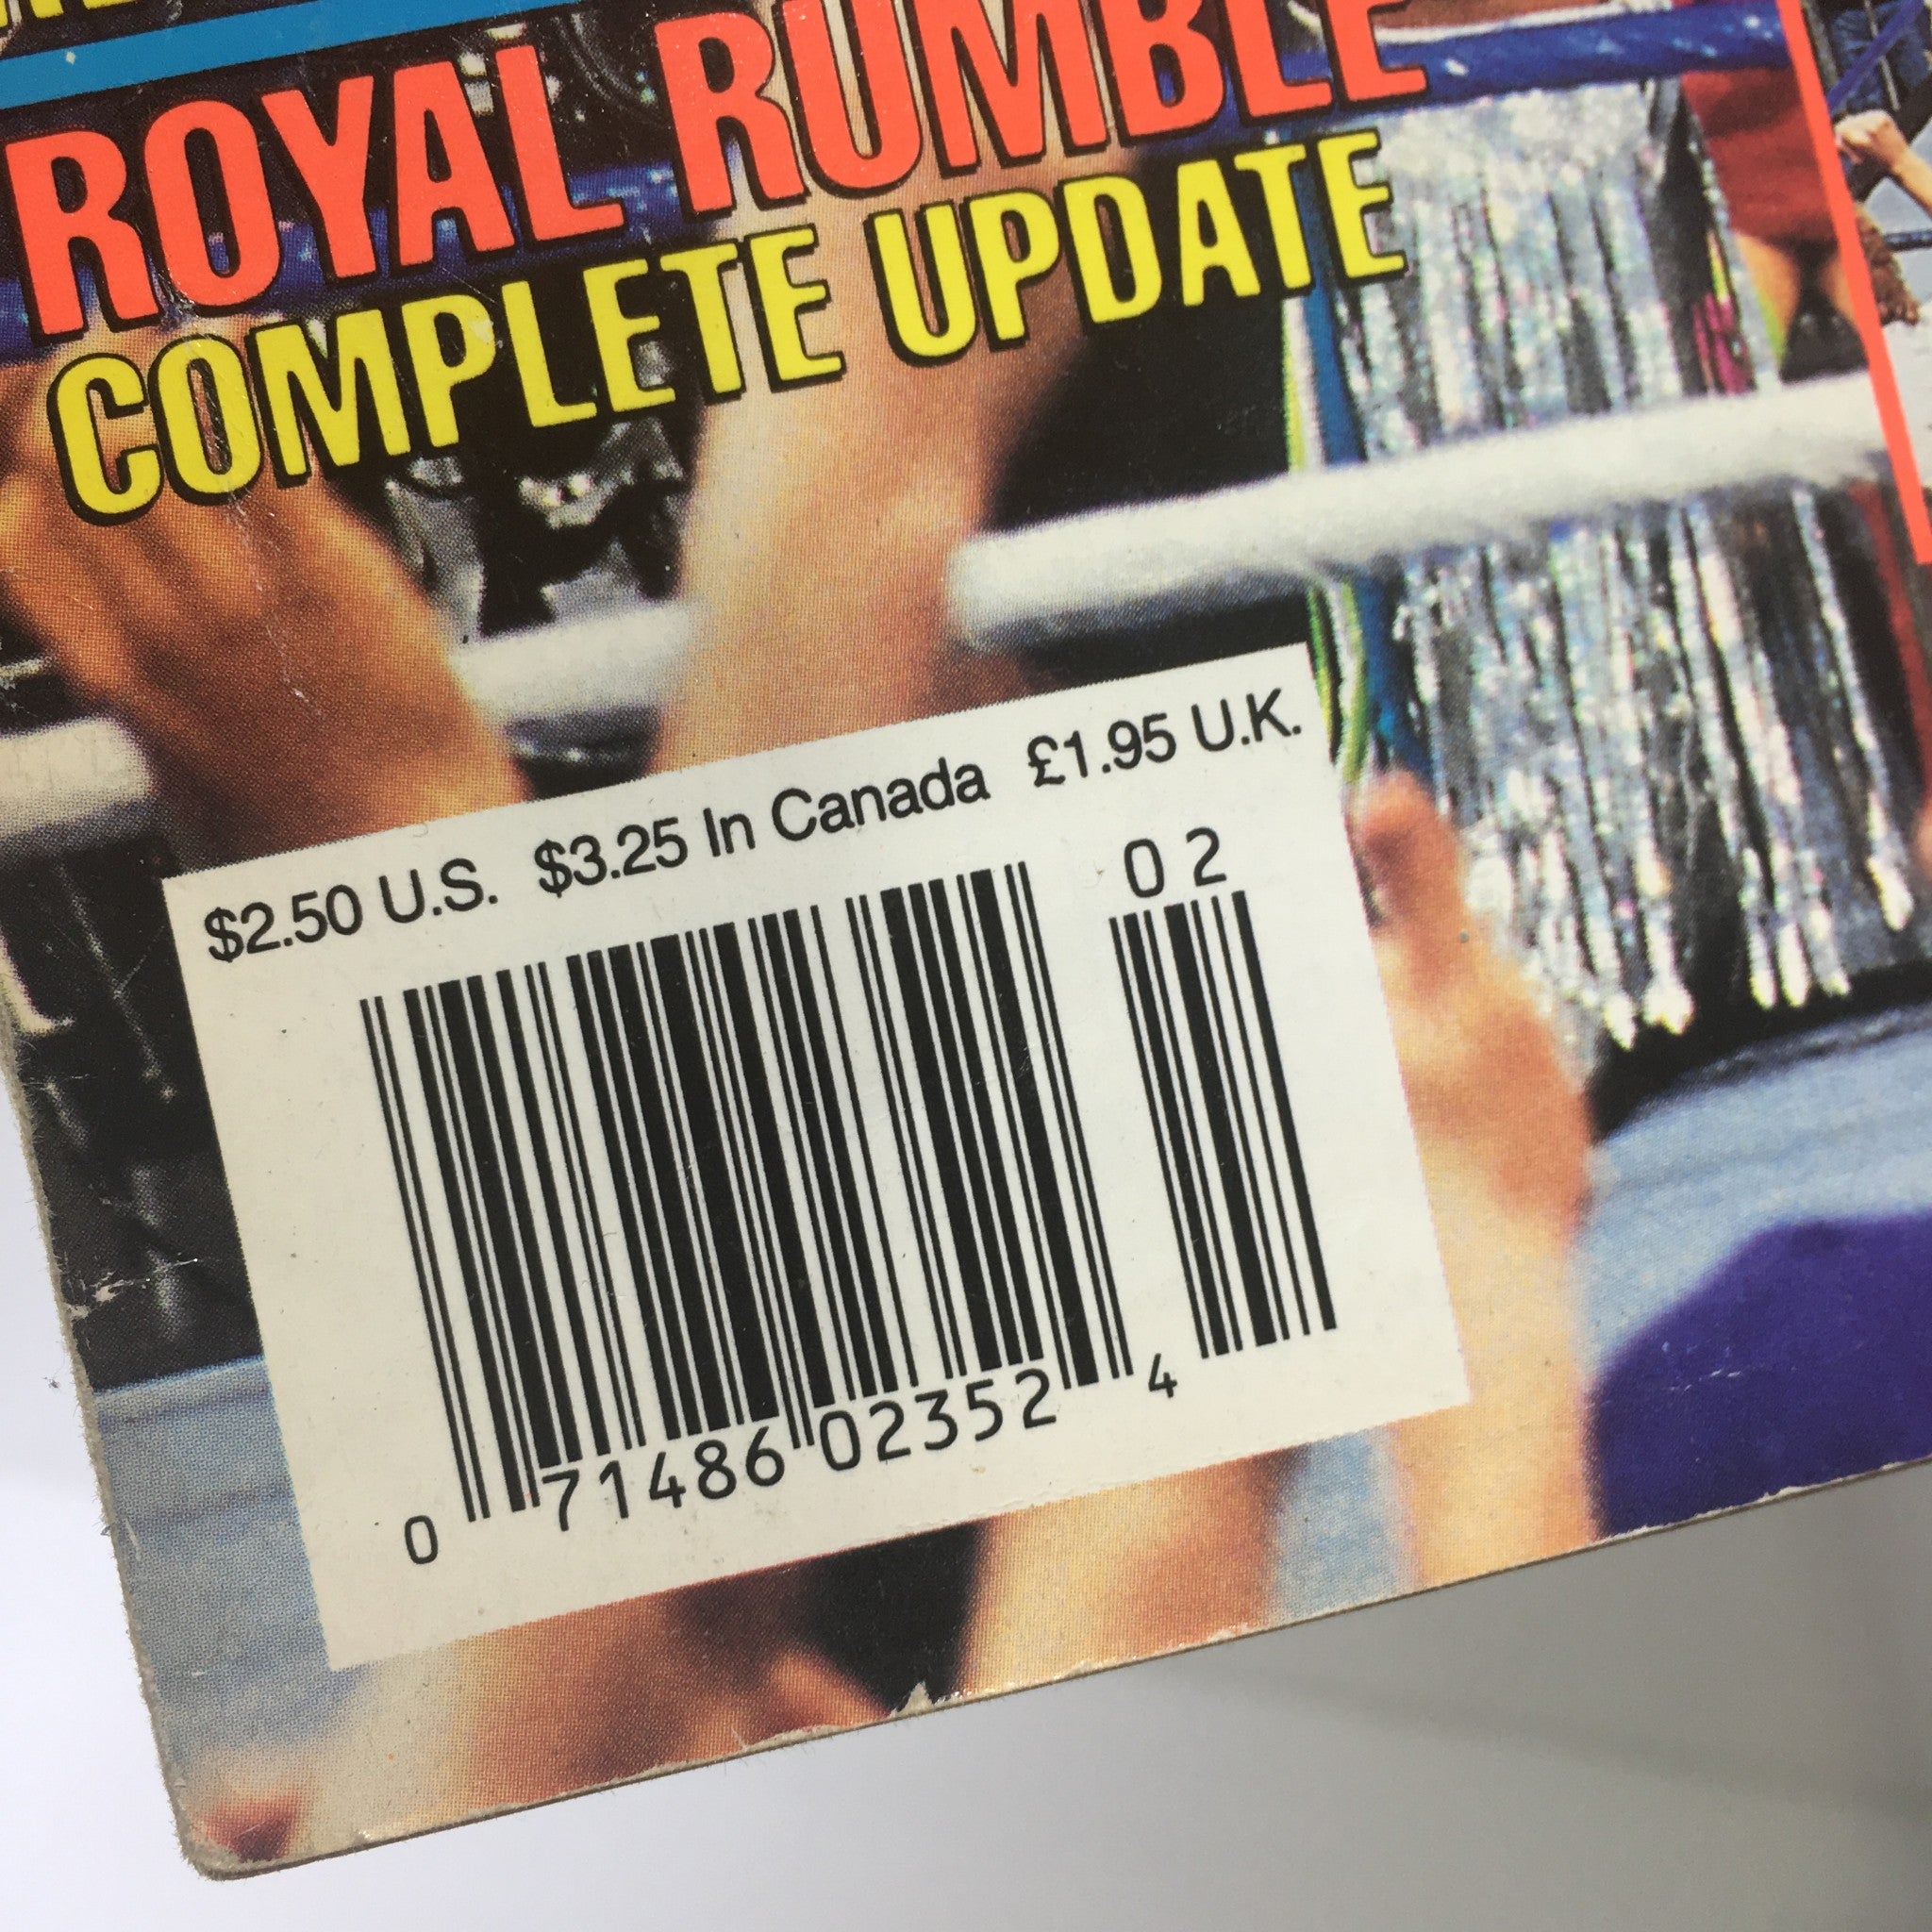 ROYAL RUMBLE
COMPLETE UPDATE
$2.50 U.S. $3.25 In Canada £1.95 U.K.
02
0 71486 02352 4